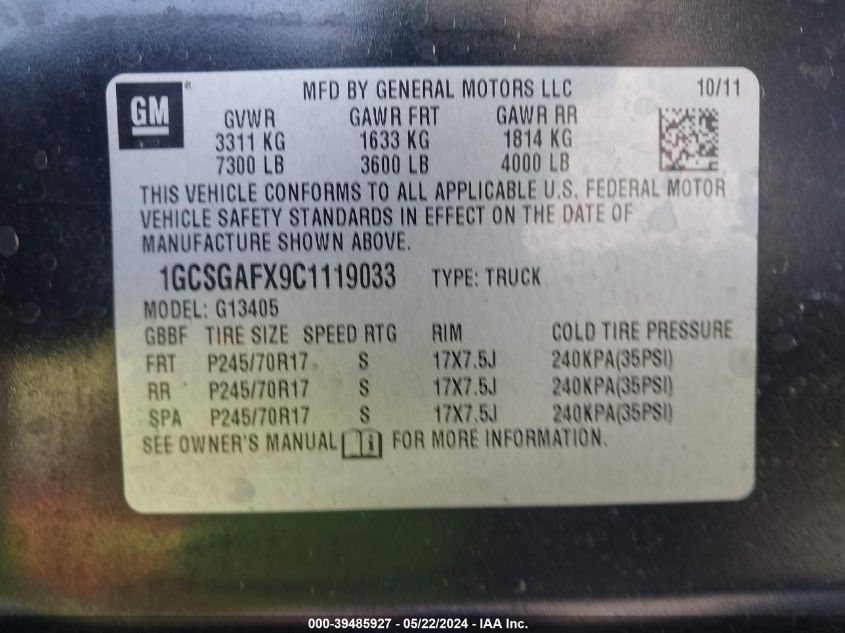 GM ® MFD BY GENERAL MOTORS LLC 10/11
GVWR GAWR FRT GAWR RR
3311 KG 1633 KG 1814 KG
7300 LB 3600 LB 4000 LB
THIS VEHICLE CONFORMS TO ALL APPLICABLE U.S. FEDERAL MOTOR
VEHICLE SAFETY STANDARDS IN EFFECT ON THE DATE OF
MANUFACTURE SHOWN ABOVE.
1GCSGAFX9C1119033 TYPE: TRUCK
MODEL: G13405
GBBF TIRE SIZE SPEED RTG RIM COLD TIRE PRESSURE
FRT P245/70R17 S 17X7.5J 240KPA(35PSI)
RR P245/70R17 S 17X7.5J 240KPA(35PSI)
SPA P245/70R17 S 17X7.5J 240KPA(35PSI)
SEE OWNER'S MANUAL i FOR MORE INFORMATION.
000-39485927 - 05/22/2024 - IAA Inc.